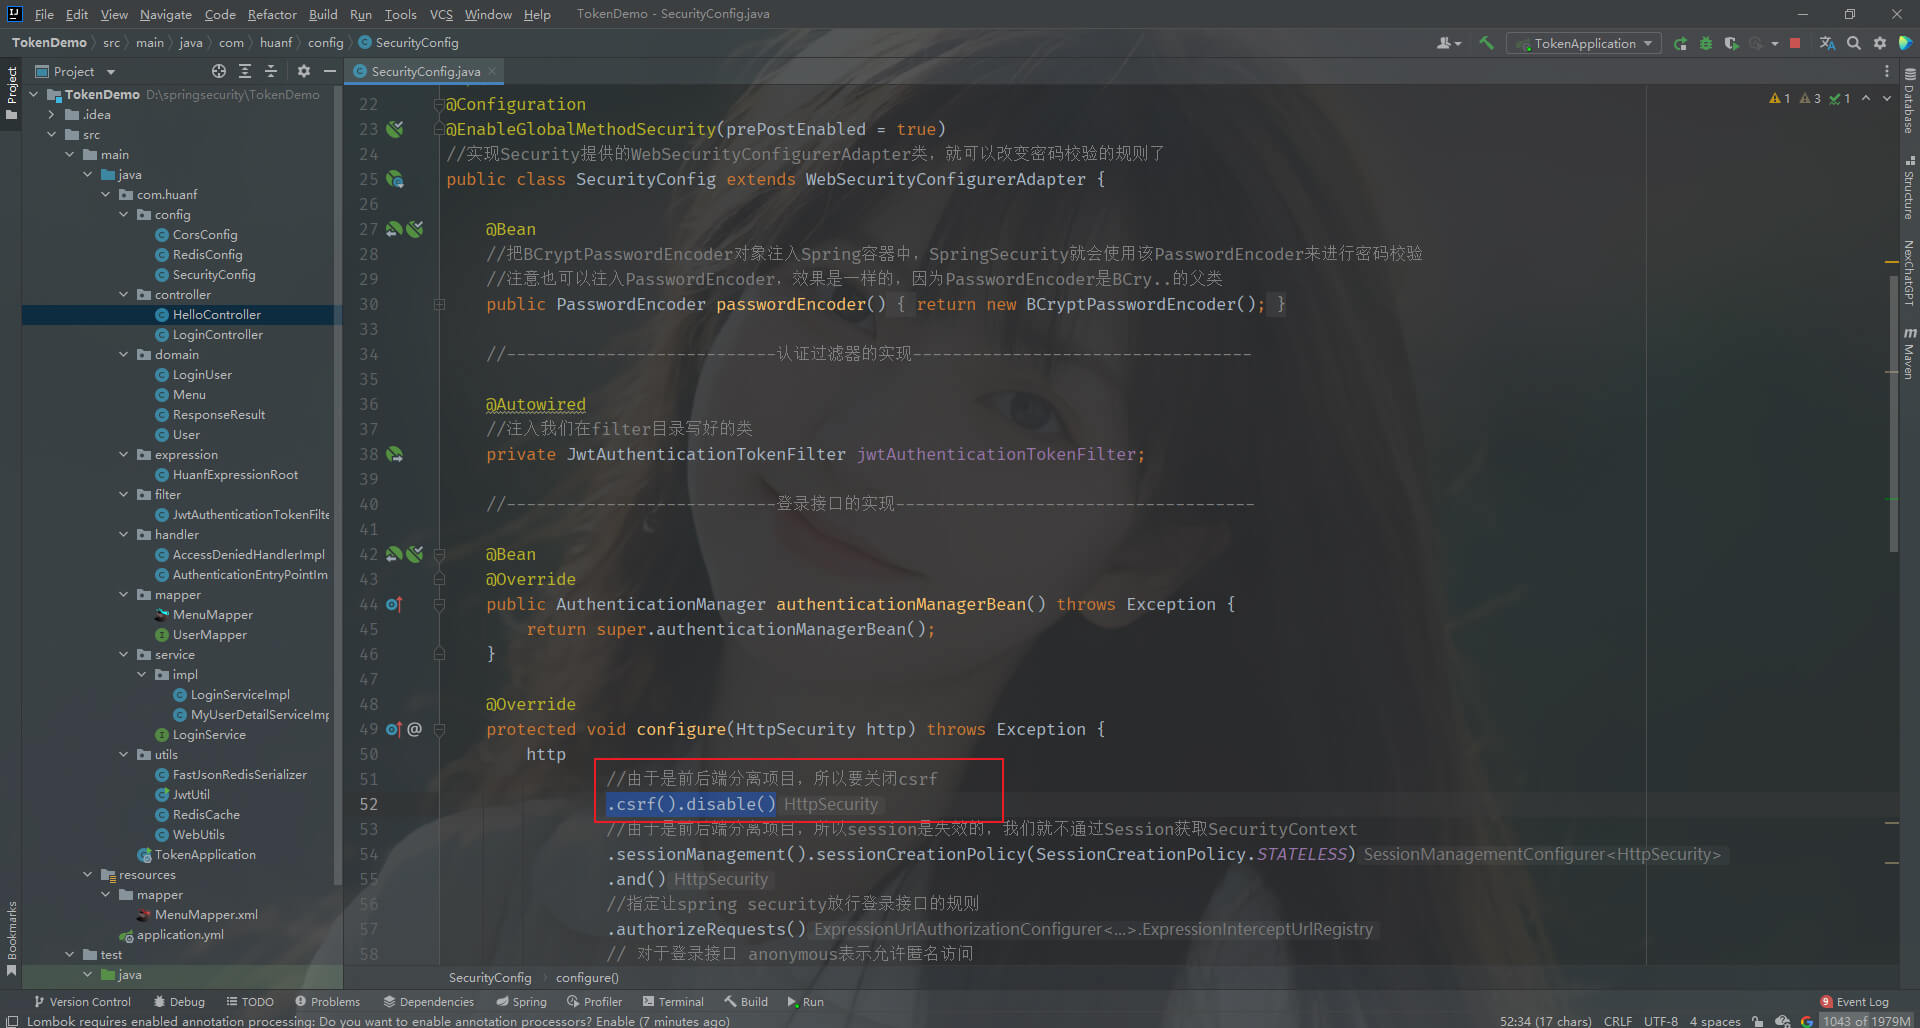 File Edit View Navigate Code Refactor Build Run Tools VCS Window Help TokenDemo - SecurityConfig.java
TokenDemo src main java com huanf config SecurityConfig TokenApplication
Project
SecurityConfig.java
TokenDemo D:\springsecurity\TokenDemo
.idea
src
main
java
com.huanf
config
CorsConfig
RedisConfig
SecurityConfig
controller
HelloController
LoginController
domain
LoginUser
Menu
ResponseResult
User
expression
HuanfExpressionRoot
filter
JwtAuthenticationTokenFilte
handler
AccessDeniedHandlerImpl
AuthenticationEntryPointIm
mapper
MenuMapper
UserMapper
service
impl
LoginServiceImpl
MyUserDetailServiceImp
LoginService
utils
FastJsonRedisSerializer
JwtUtil
RedisCache
WebUtils
TokenApplication
resources
mapper
MenuMapper.xml
application.yml
test
java
22 @Configuration
23 @EnableGlobalMethodSecurity(prePostEnabled = true)
24 //实现Security提供的WebSecurityConfigurerAdapter类，就可以改变密码校验的规则了
25 public class SecurityConfig extends WebSecurityConfigurerAdapter {
26
27 @Bean
28 //把BCryptPasswordEncoder对象注入Spring容器中，SpringSecurity就会使用该PasswordEncoder来进行密码校验
29 //注意也可以注入PasswordEncoder，效果是一样的，因为PasswordEncoder是BCry..的父类
30 public PasswordEncoder passwordEncoder() { return new BCryptPasswordEncoder(); }
33
34 //---------------------------认证过滤器的实现----------------------------------
35
36 @Autowired
37 //注入我们在filter目录写好的类
38 private JwtAuthenticationTokenFilter jwtAuthenticationTokenFilter;
39
40 //---------------------------登录接口的实现------------------------------------
41
42 @Bean
43 @Override
44 public AuthenticationManager authenticationManagerBean() throws Exception {
45 return super.authenticationManagerBean();
46 }
47
48 @Override
49 @ protected void configure(HttpSecurity http) throws Exception {
50 http
51 //由于是前后端分离项目，所以要关闭csrf
52 .csrf().disable() HttpSecurity
53 //由于是前后端分离项目，所以session是失效的，我们就不通过Session获取SecurityContext
54 .sessionManagement().sessionCreationPolicy(SessionCreationPolicy.STATELESS) SessionManagementConfigurer<HttpSecurity>
55 .and() HttpSecurity
56 //指定让spring security放行登录接口的规则
57 .authorizeRequests() ExpressionUrlAuthorizationConfigurer<...>.ExpressionInterceptUrlRegistry
58 // 对于登录接口 anonymous表示允许匿名访问
1 3 1
Project
Bookmarks
Database
Structure
NexChatGPT
m Maven
SecurityConfig configure()
Version Control Debug TODO Problems Dependencies Spring Profiler Terminal Build Run 9 Event Log
Lombok requires enabled annotation processing: Do you want to enable annotation processors? Enable (7 minutes ago) 52:34 (17 chars) CRLF UTF-8 4 spaces 1043 of 1979M